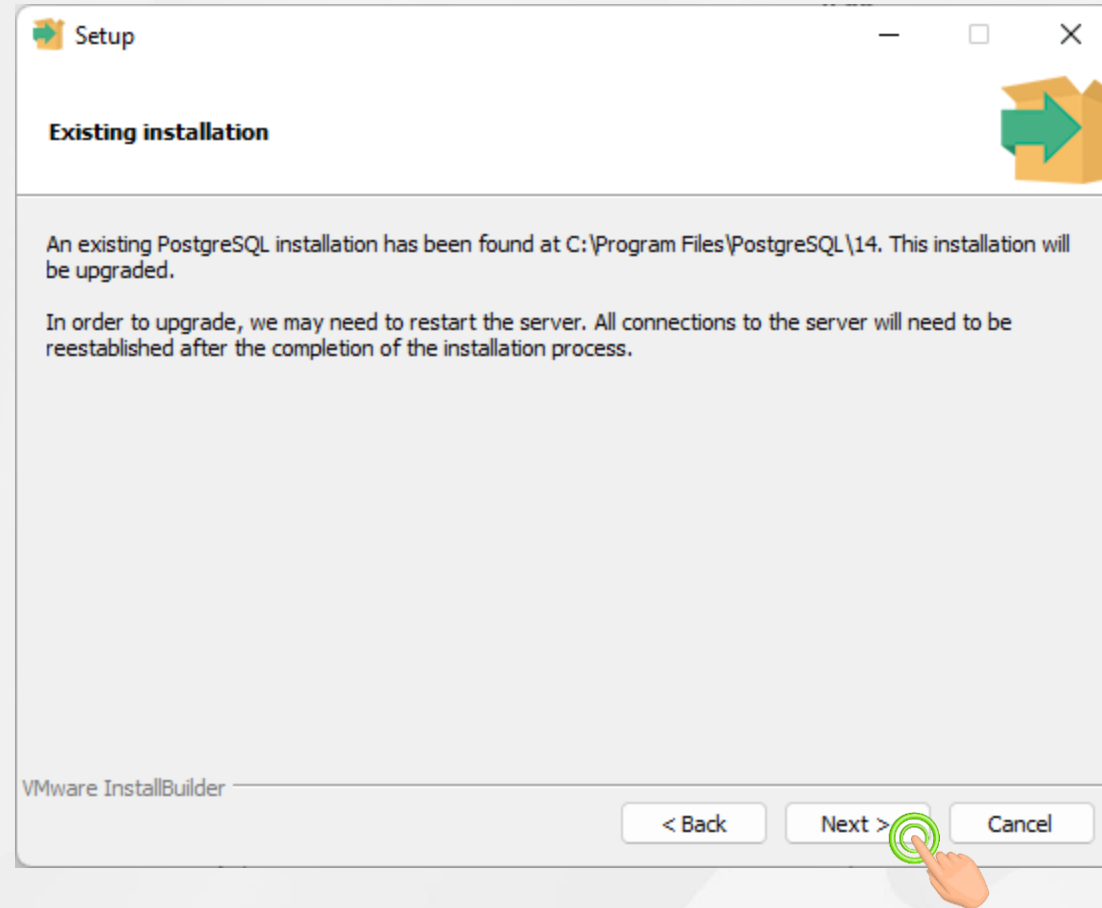 Setup
Existing installation
An existing PostgreSQL installation has been found at C:\Program Files\PostgreSQL\14. This installation will
be upgraded.
In order to upgrade, we may need to restart the server. All connections to the server will need to be
reestablished after the completion of the installation process.
VMware InstallBuilder
< Back
Next >
Cancel